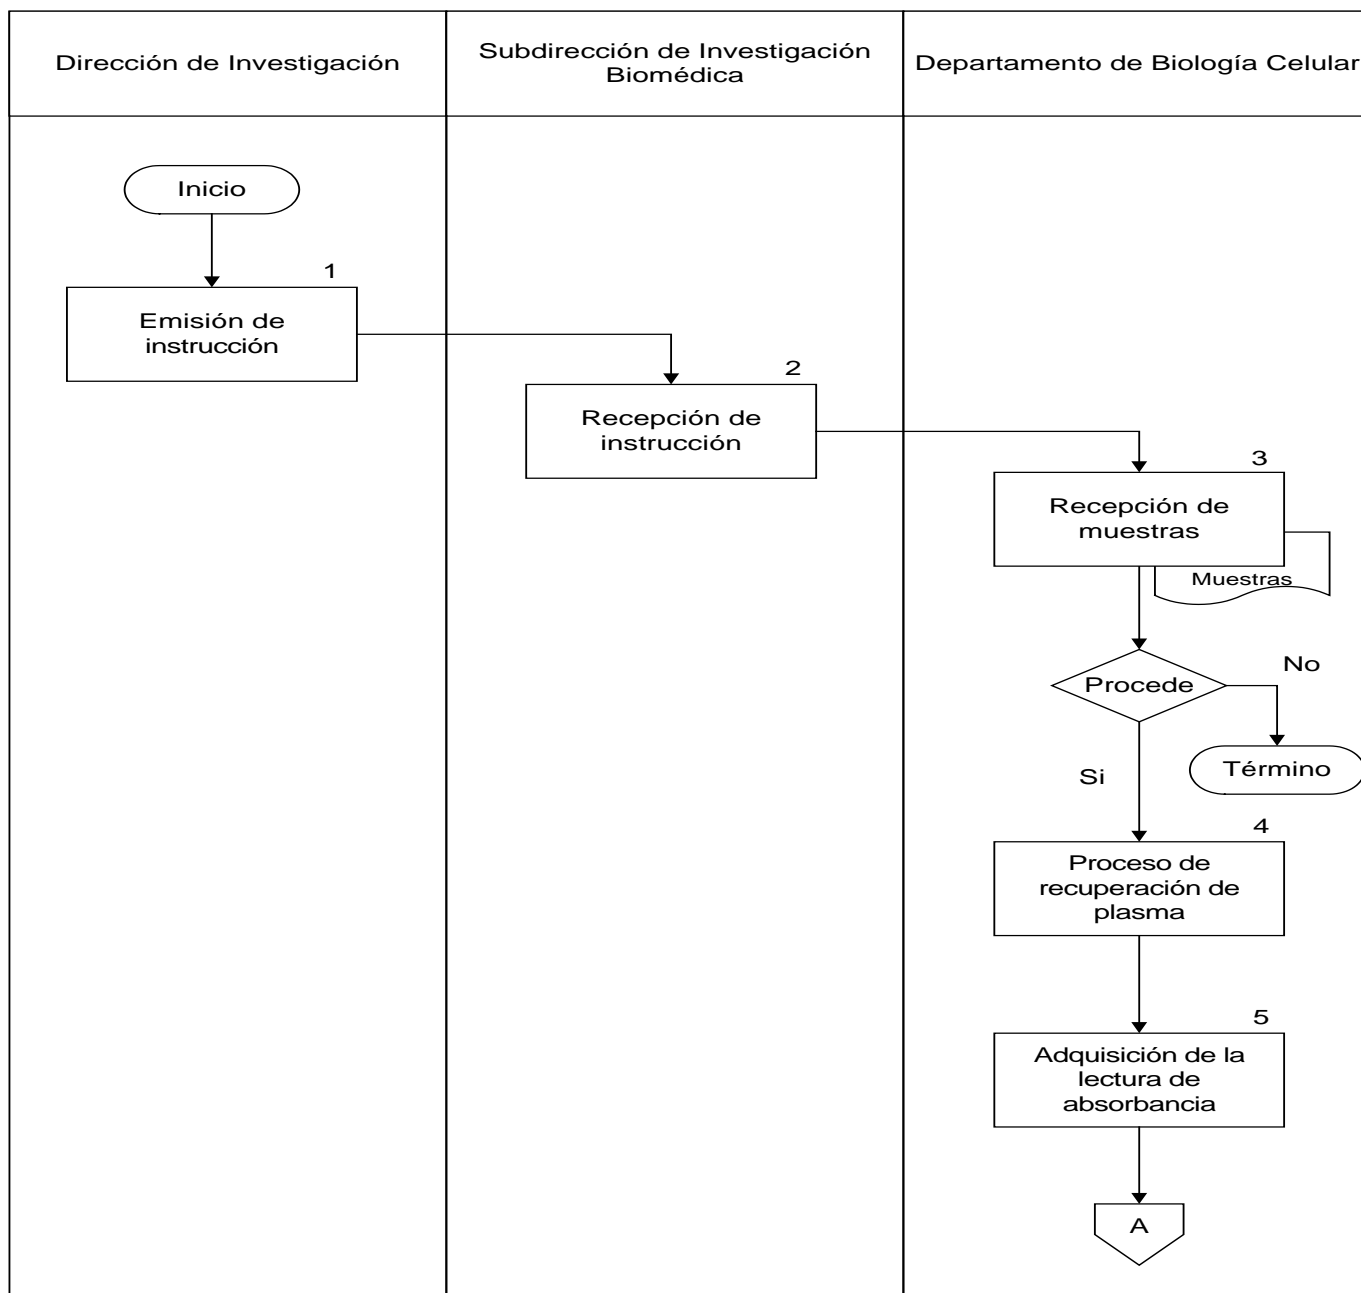 Dirección de Investigación
Subdirección de Investigación
Biomédica
Departamento de Biología Celular
Inicio
1
Emisión de
instrucción
2
Recepción de
instrucción
3
Recepción de
muestras
Muestras
Procede
No
Término
Si
4
Proceso de
recuperación de
plasma
5
Adquisición de la
lectura de
absorbancia
A